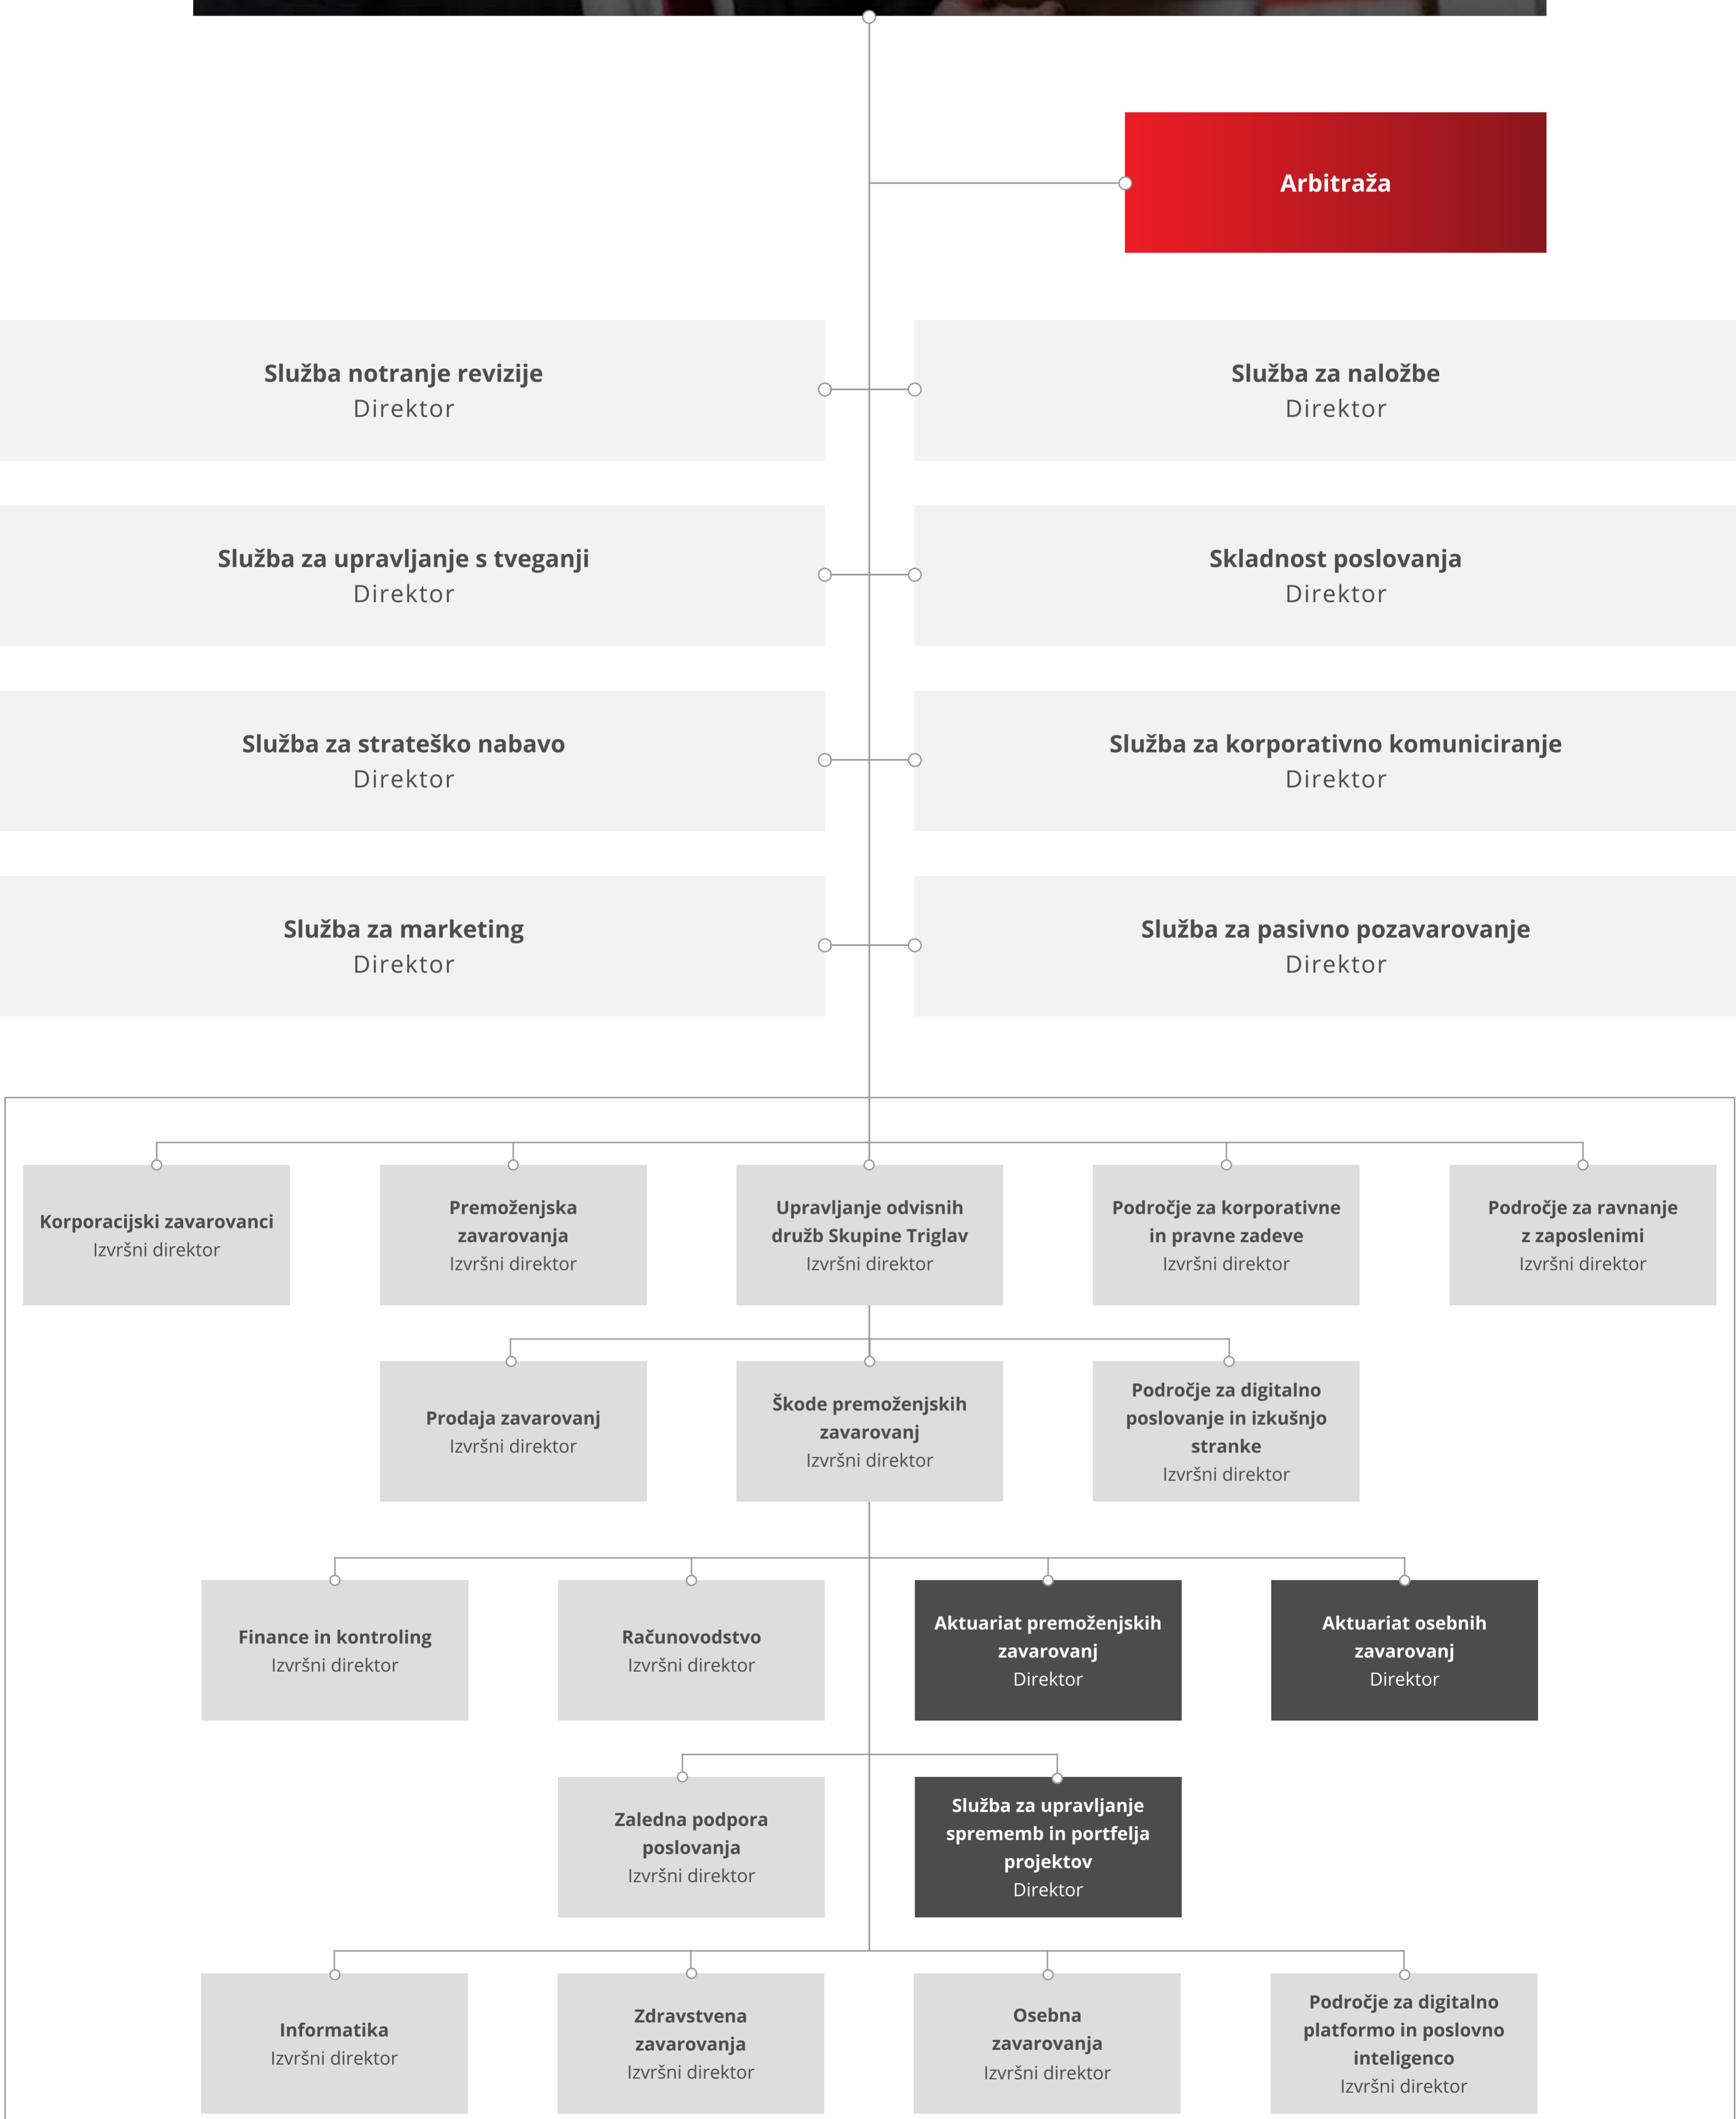 Arbitraža
Služba notranje revizije
Direktor
Služba za naložbe
Direktor
Služba za upravljanje s tveganji
Direktor
Skladnost poslovanja
Direktor
Služba za strateško nabavo
Direktor
Služba za korporativno komuniciranje
Direktor
Služba za marketing
Direktor
Služba za pasivno pozavarovanje
Direktor
Korporacijski zavarovanci
Izvršni direktor
Premoženjska
zavarovanja
Izvršni direktor
Upravljanje odvisnih
družb Skupine Triglav
Izvršni direktor
Področje za korporativne
in pravne zadeve
Izvršni direktor
Področje za ravnanje
z zaposlenimi
Izvršni direktor
Prodaja zavarovanj
Izvršni direktor
Škode premoženjskih
zavarovanj
Izvršni direktor
Področje za digitalno
poslovanje in izkušnjo
stranke
Izvršni direktor
Finance in kontroling
Izvršni direktor
Računovodstvo
Izvršni direktor
Aktuariat premoženjskih
zavarovanj
Direktor
Aktuariat osebnih
zavarovanj
Direktor
Zaledna podpora
poslovanja
Izvršni direktor
Služba za upravljanje
sprememb in portfelja
projektov
Direktor
Informatika
Izvršni direktor
Zdravstvena
zavarovanja
Izvršni direktor
Osebna
zavarovanja
Izvršni direktor
Področje za digitalno
platformo in poslovno
inteligenco
Izvršni direktor